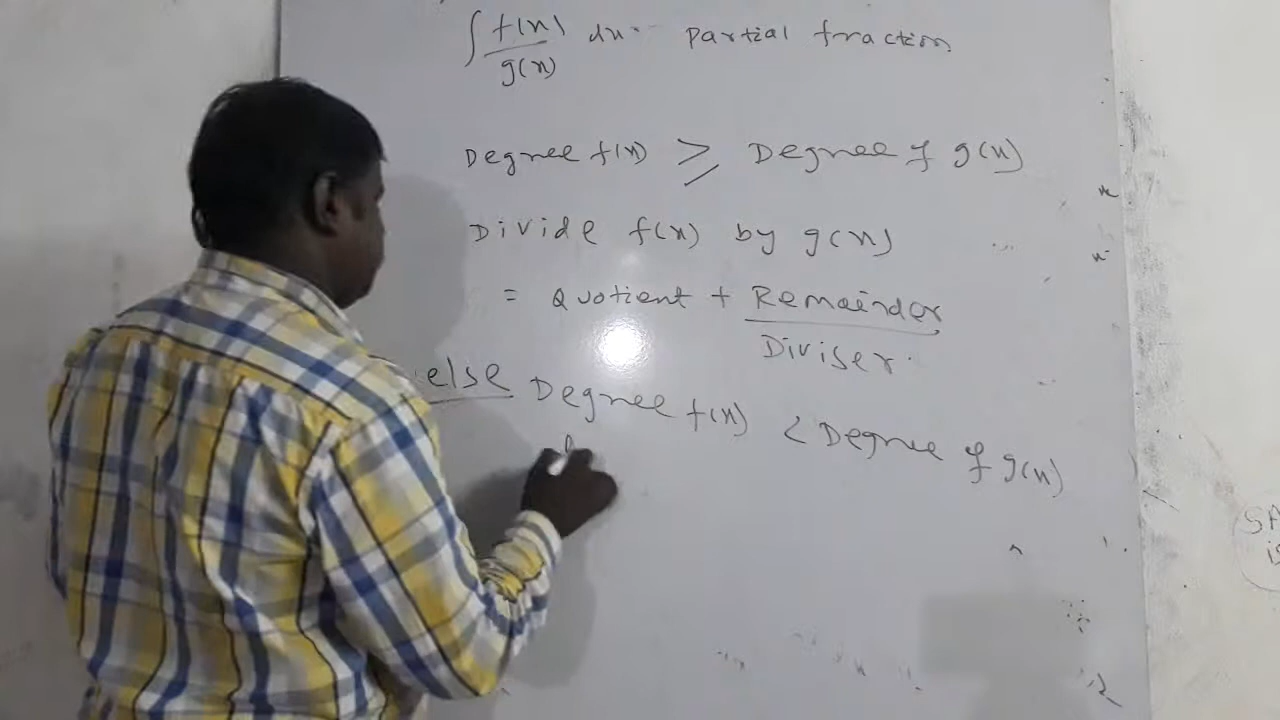 ∫ f(x)/g(x) dx Partial fraction
Degree f(x) ≥ Degree of g(x)
Divide f(x) by g(x)
= Quotient + Remainder/Diviser
else Degree f(x) < Degree of g(x)